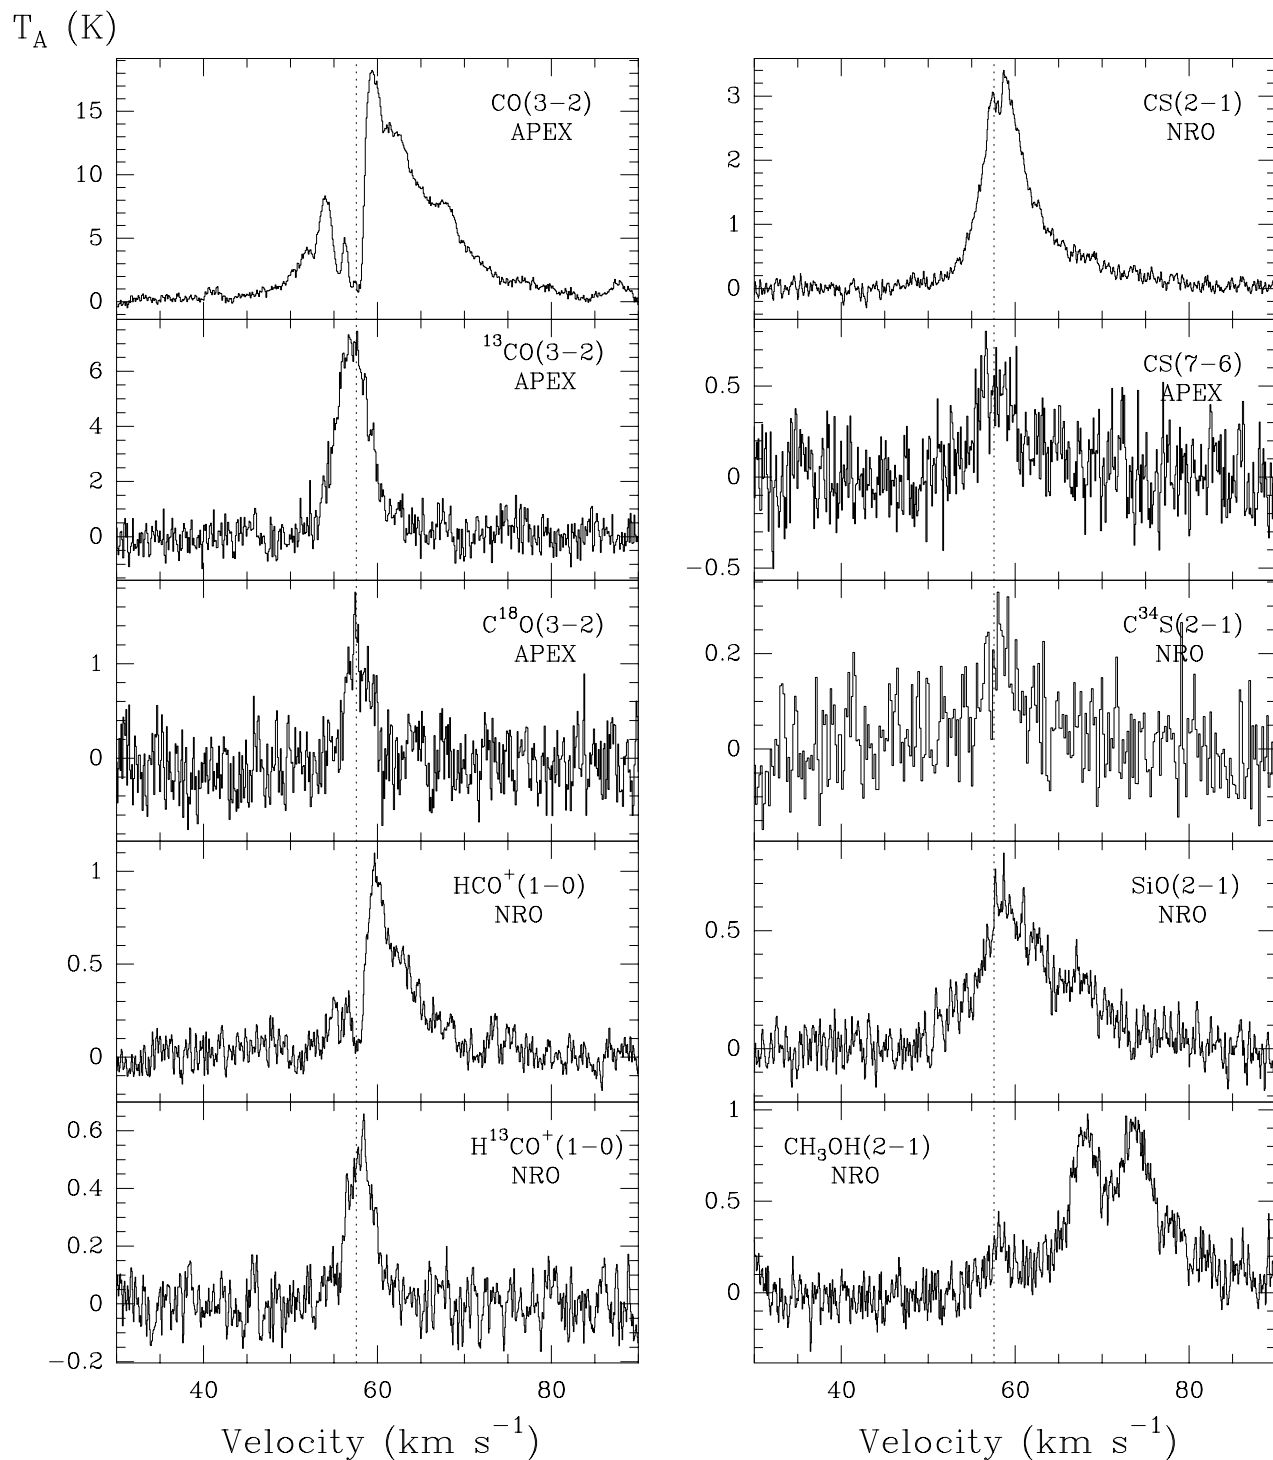 T_A (K)
CO(3−2)
APEX
15
10
5
0
¹³CO(3−2)
APEX
6
4
2
0
C¹⁸O(3−2)
APEX
1
0
HCO⁺(1−0)
NRO
1
0.5
0
H¹³CO⁺(1−0)
NRO
0.6
0.4
0.2
0
−0.2
40 60 80
Velocity (km s⁻¹)
CS(2−1)
NRO
3
2
1
0
CS(7−6)
APEX
0.5
0
−0.5
C³⁴S(2−1)
NRO
0.2
0
SiO(2−1)
NRO
0.5
0
CH₃OH(2−1)
NRO
1
0.5
0
40 60 80
Velocity (km s⁻¹)